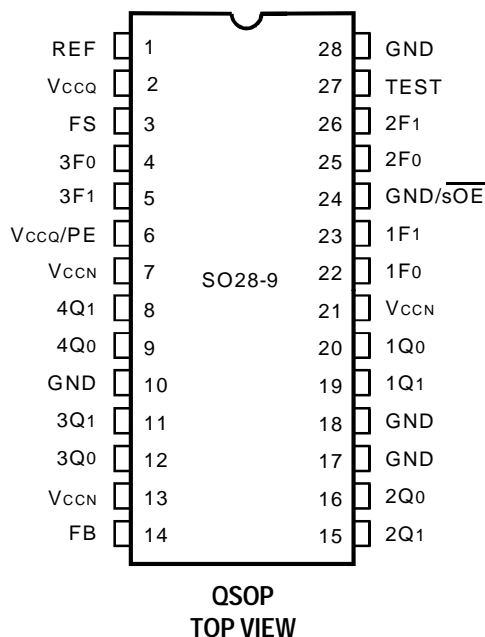 REF 1 28 GND
VCCQ 2 27 TEST
FS 3 26 2F1
3F0 4 25 2F0
3F1 5 24 GND/sOE
VCCQ/PE 6 23 1F1
VCCN 7 22 1F0
SO28-9
4Q1 8 21 VCCN
4Q0 9 20 1Q0
GND 10 19 1Q1
3Q1 11 18 GND
3Q0 12 17 GND
VCCN 13 16 2Q0
FB 14 15 2Q1
QSOP
TOP VIEW